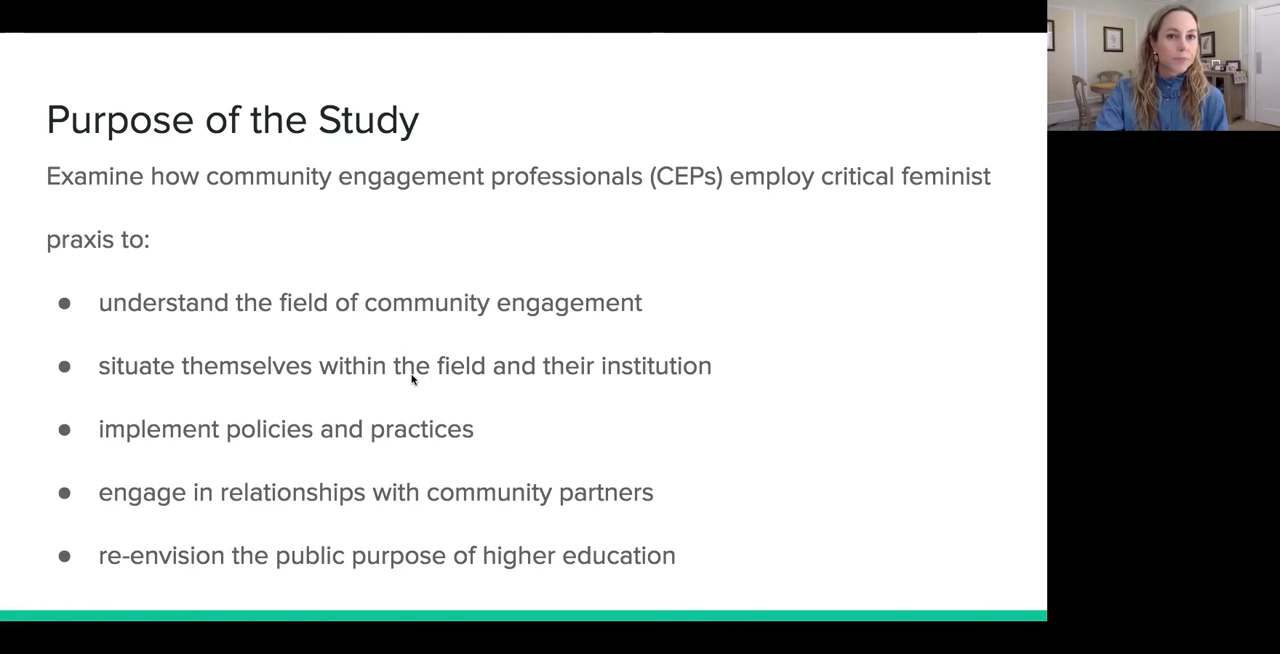 Purpose of the Study
Examine how community engagement professionals (CEPs) employ critical feminist
praxis to:
● understand the field of community engagement
● situate themselves within the field and their institution
● implement policies and practices
● engage in relationships with community partners
● re-envision the public purpose of higher education